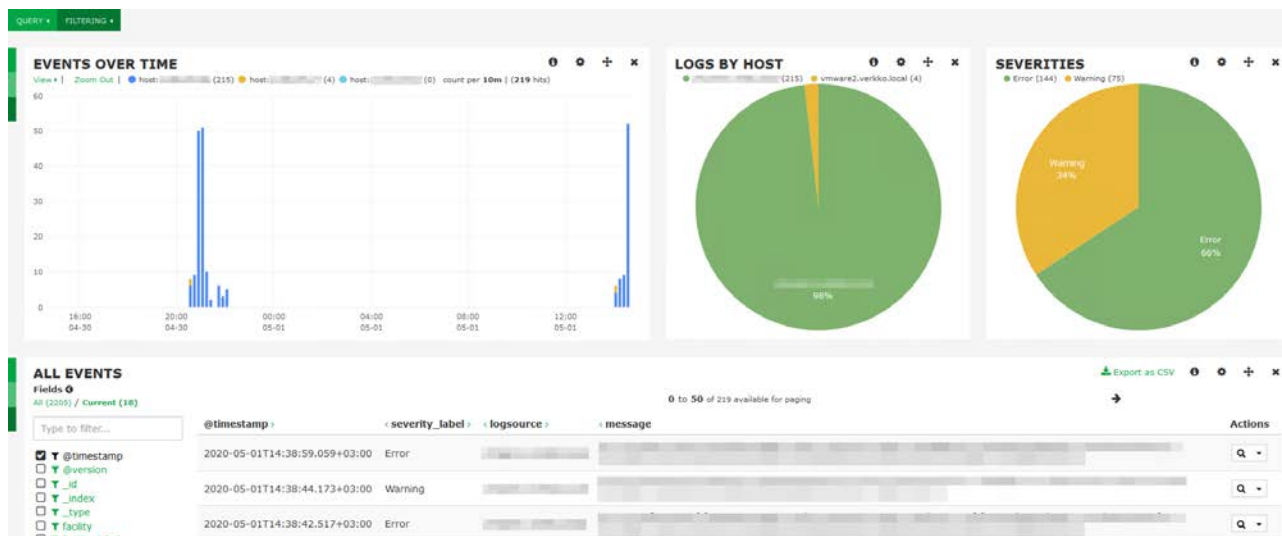 QUERY FILTERING
EVENTS OVER TIME
View | Zoom Out | host: (215) host: (4) host: (0) count per 10m | (219 hits)
60
50
40
30
20
10
0
16:00 20:00 00:00 04:00 08:00 12:00
04-30 04-30 05-01 05-01 05-01 05-01
LOGS BY HOST
(215) vmware2.verkko.local (4)
98%
SEVERITIES
Error (144) Warning (75)
Warning
34%
Error
66%
ALL EVENTS
Fields
All (2205) / Current (18)
Type to filter...
@timestamp
@version
_id
_index
_type
facility
Export as CSV
0 to 50 of 219 available for paging
@timestamp severity_label logsource message Actions
2020-05-01T14:38:59.059+03:00 Error
2020-05-01T14:38:44.173+03:00 Warning
2020-05-01T14:38:42.517+03:00 Error